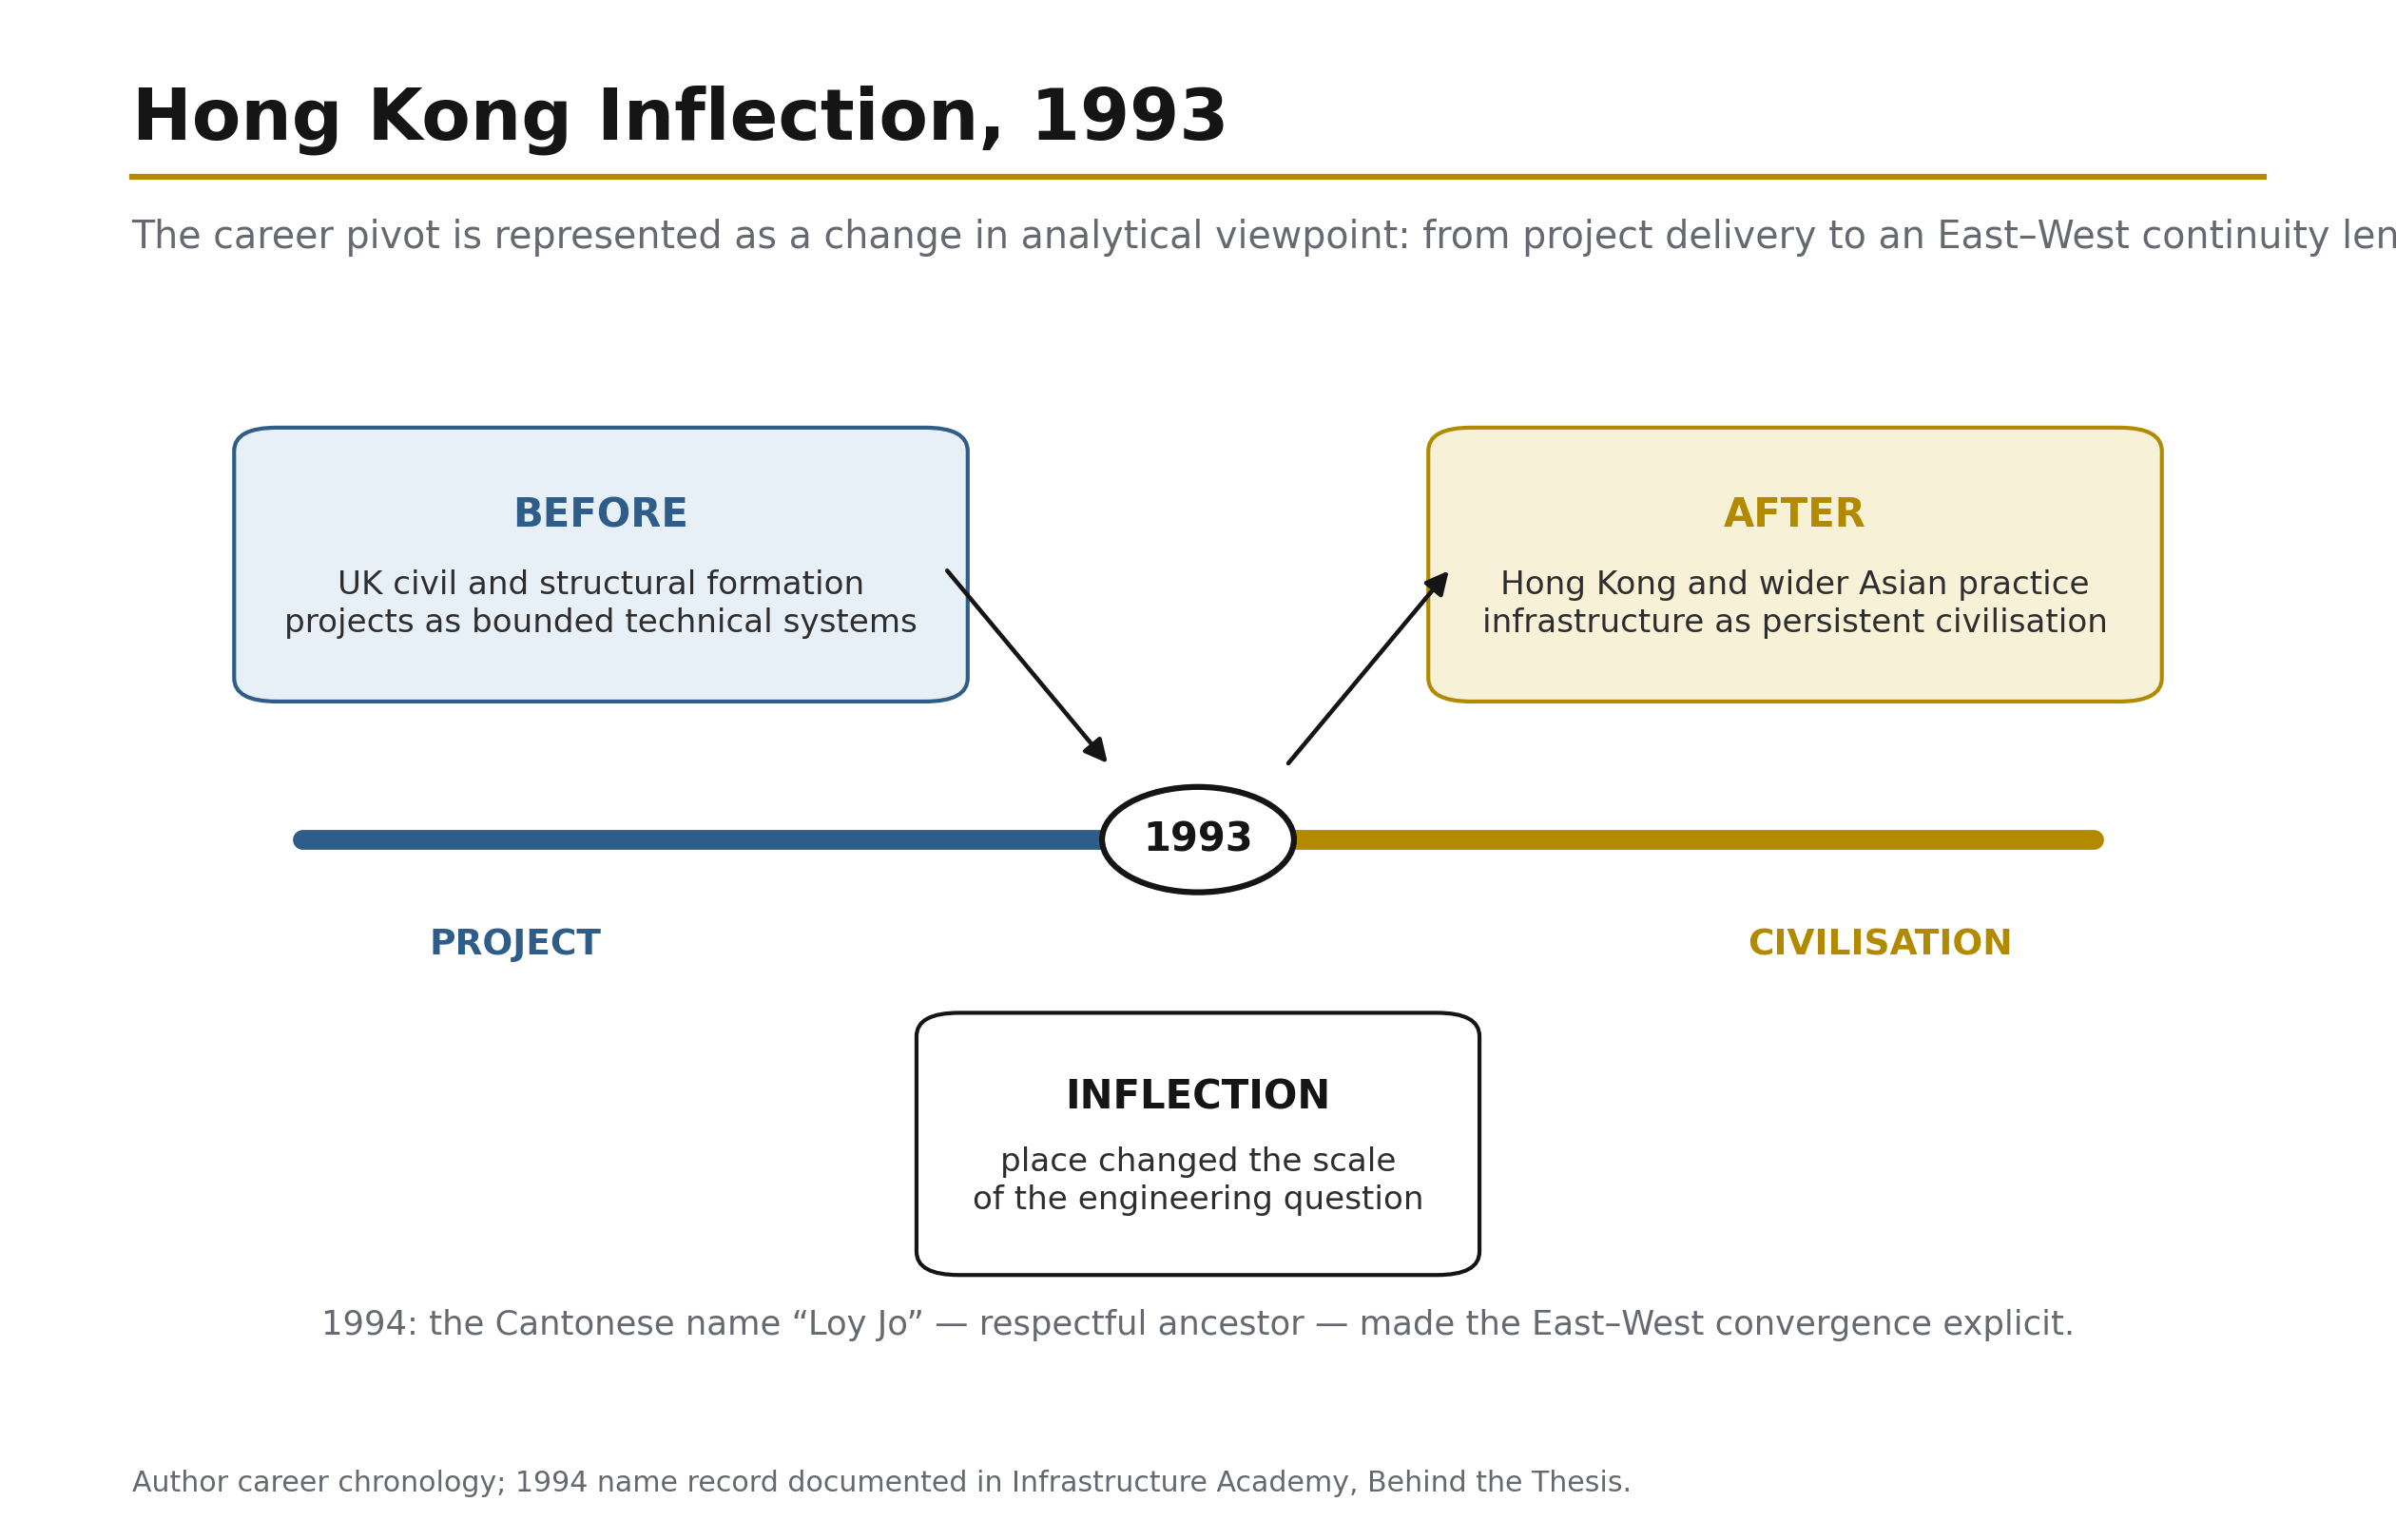 Hong Kong Inflection, 1993
The career pivot is represented as a change in analytical viewpoint: from project delivery to an East–West continuity len
BEFORE
UK civil and structural formation
projects as bounded technical systems
AFTER
Hong Kong and wider Asian practice
infrastructure as persistent civilisation
1993
PROJECT
CIVILISATION
INFLECTION
place changed the scale
of the engineering question
1994: the Cantonese name “Loy Jo” — respectful ancestor — made the East–West convergence explicit.
Author career chronology; 1994 name record documented in Infrastructure Academy, Behind the Thesis.